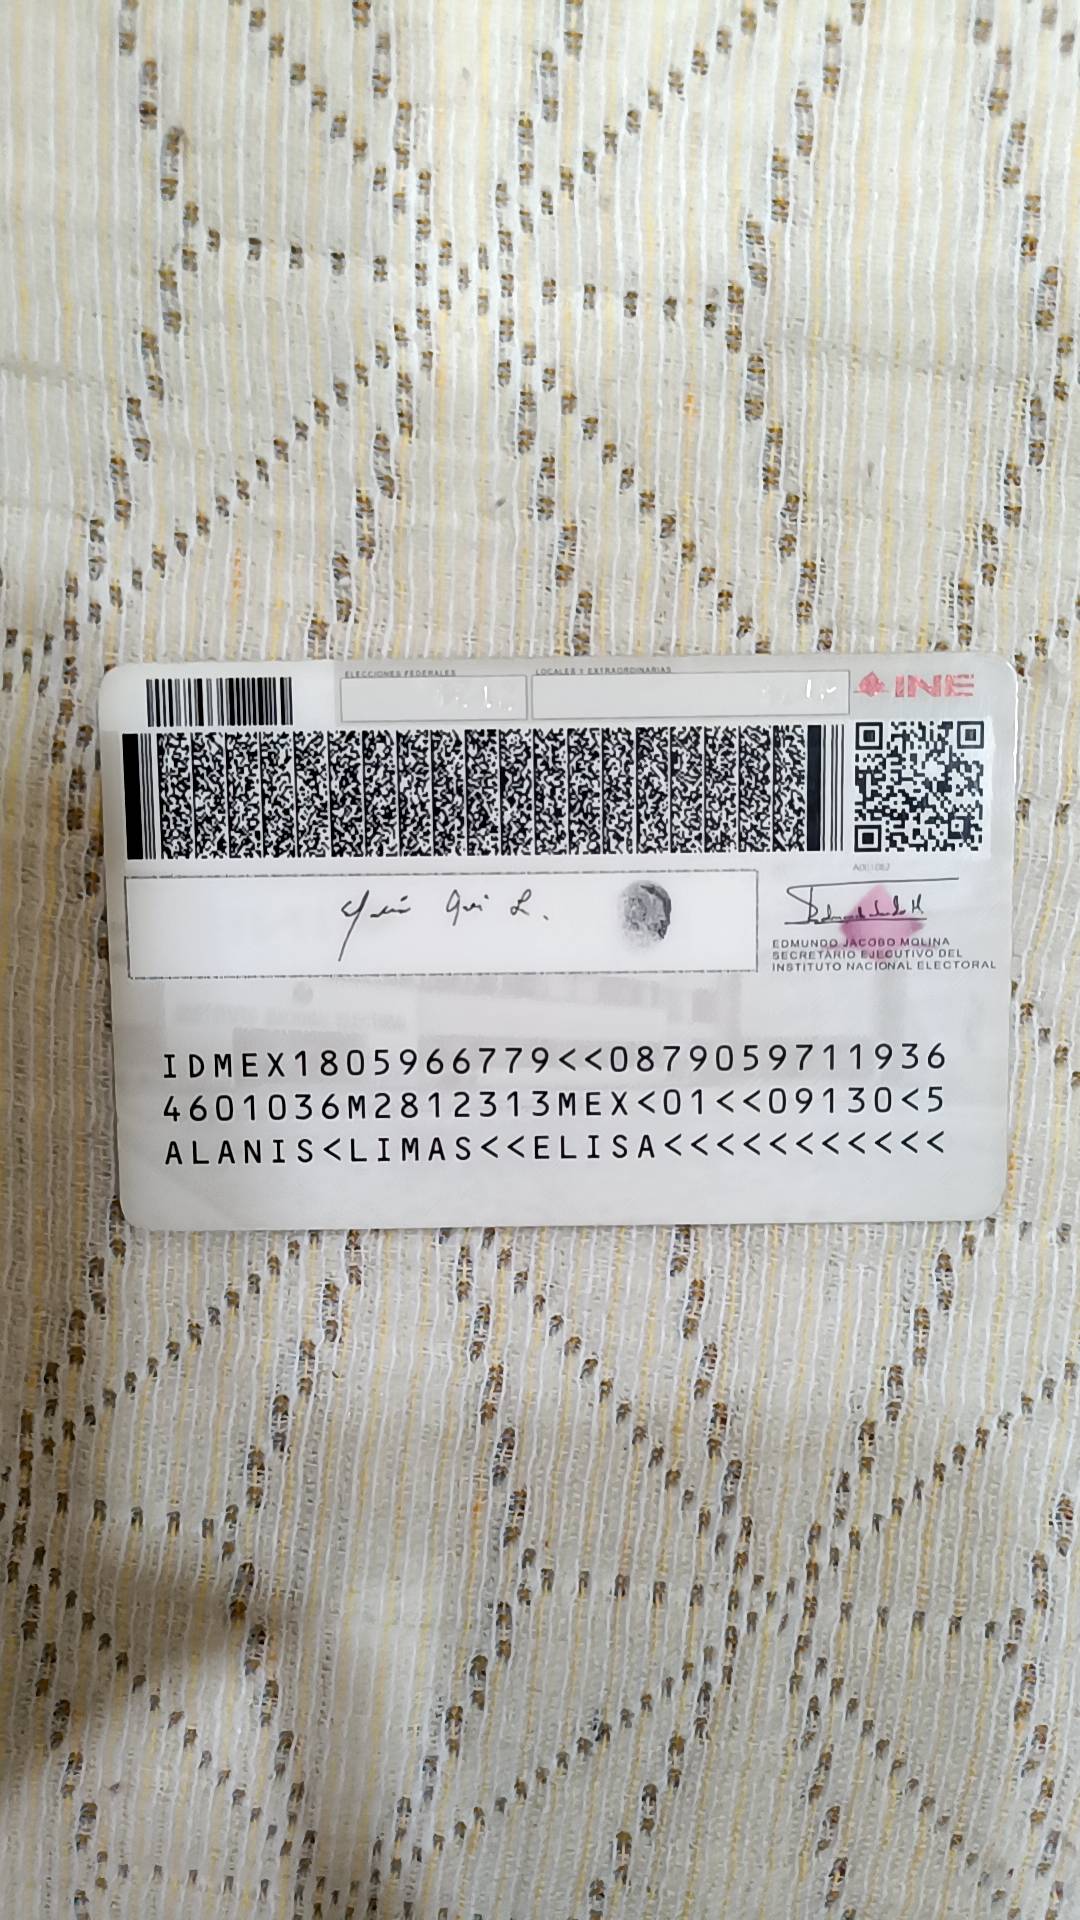 ELECCIONES FEDERALES
LOCALES Y EXTRAORDINARIAS
INE
EDMUNDO JACOBO MOLINA
SECRETARIO EJECUTIVO DEL
INSTITUTO NACIONAL ELECTORAL
IDMEX1805966779<<0879059711936
4601036M2812313MEX<01<<09130<5
ALANIS<LIMAS<<ELISA<<<<<<<<<<<